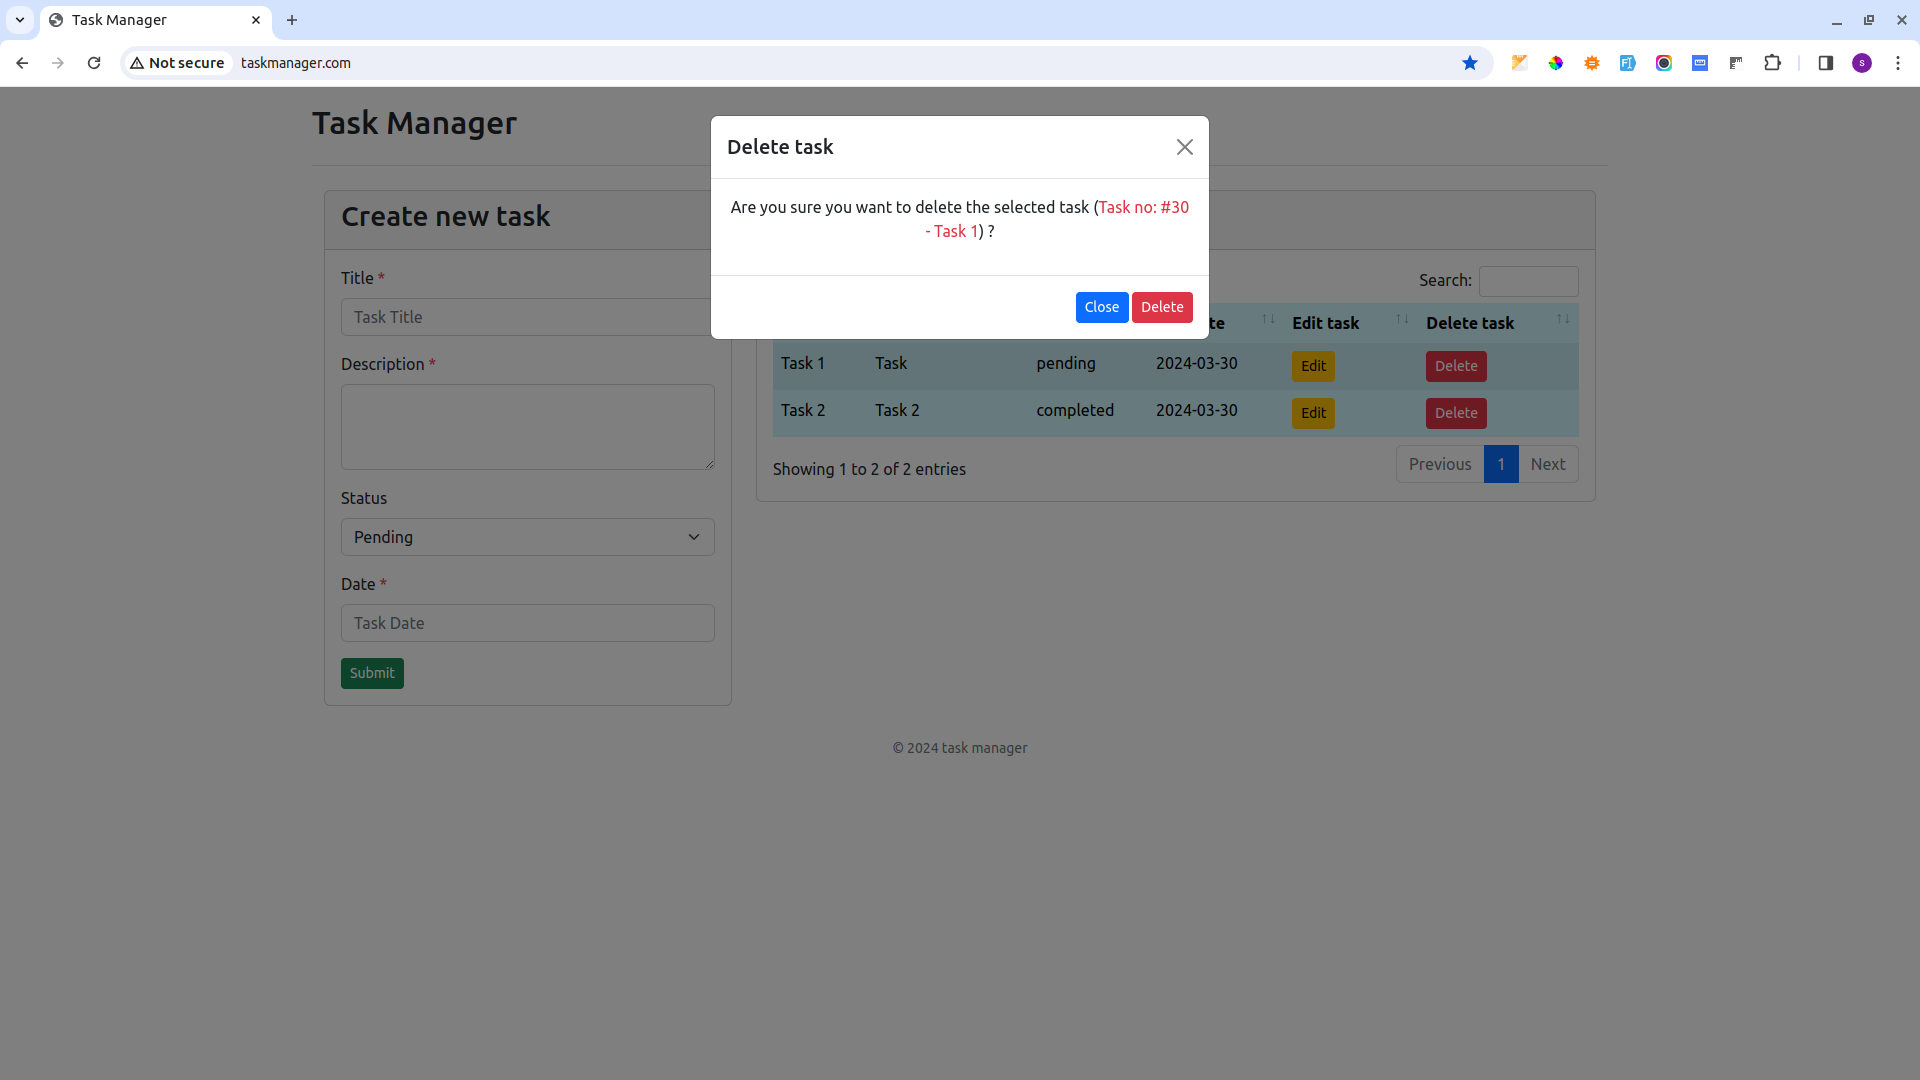 Task Manager
Not secure taskmanager.com
Task Manager
Delete task
Are you sure you want to delete the selected task (Task no: #30
- Task 1) ?
Close Delete
Create new task
Title *
Task Title
Description *
Status
Pending
Date *
Task Date
Submit
Search:
te Edit task Delete task
Task 1 Task pending 2024-03-30 Edit Delete
Task 2 Task 2 completed 2024-03-30 Edit Delete
Showing 1 to 2 of 2 entries
Previous 1 Next
© 2024 task manager